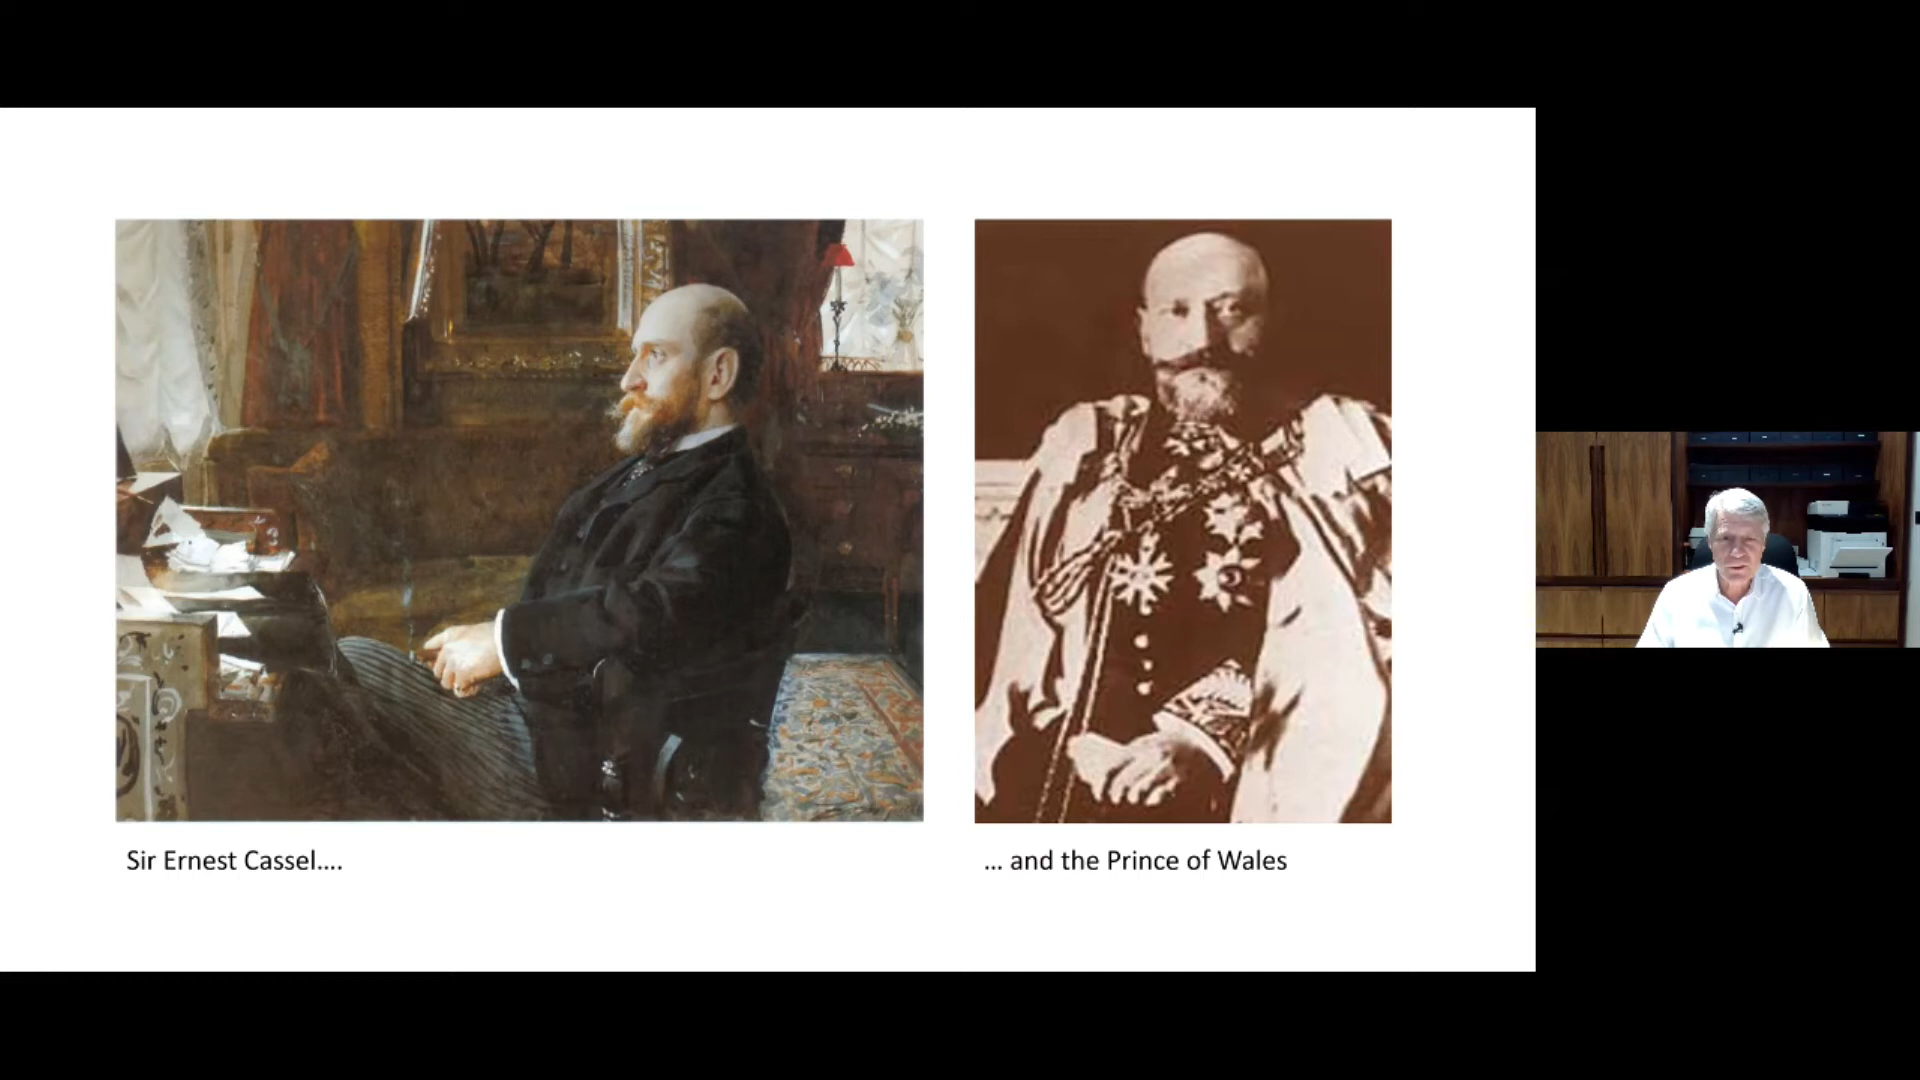 Sir Ernest Cassel....
... and the Prince of Wales